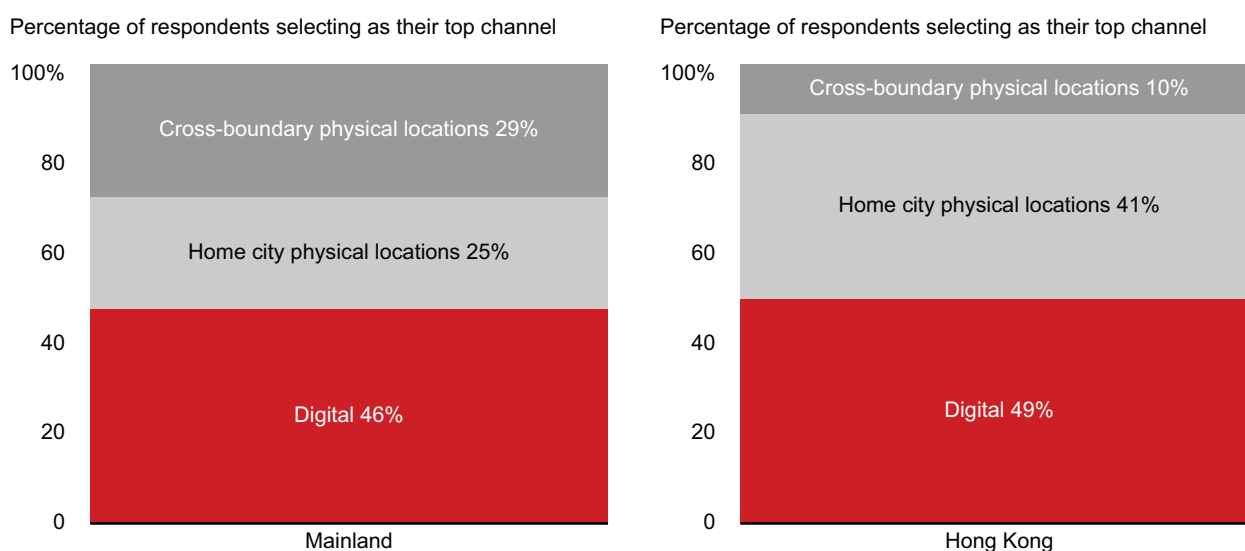 Percentage of respondents selecting as their top channel
100%
Cross-boundary physical locations 29%
80
Home city physical locations 25%
60
40
Digital 46%
20
0
Mainland
Percentage of respondents selecting as their top channel
100%
Cross-boundary physical locations 10%
80
Home city physical locations 41%
60
40
Digital 49%
20
0
Hong Kong